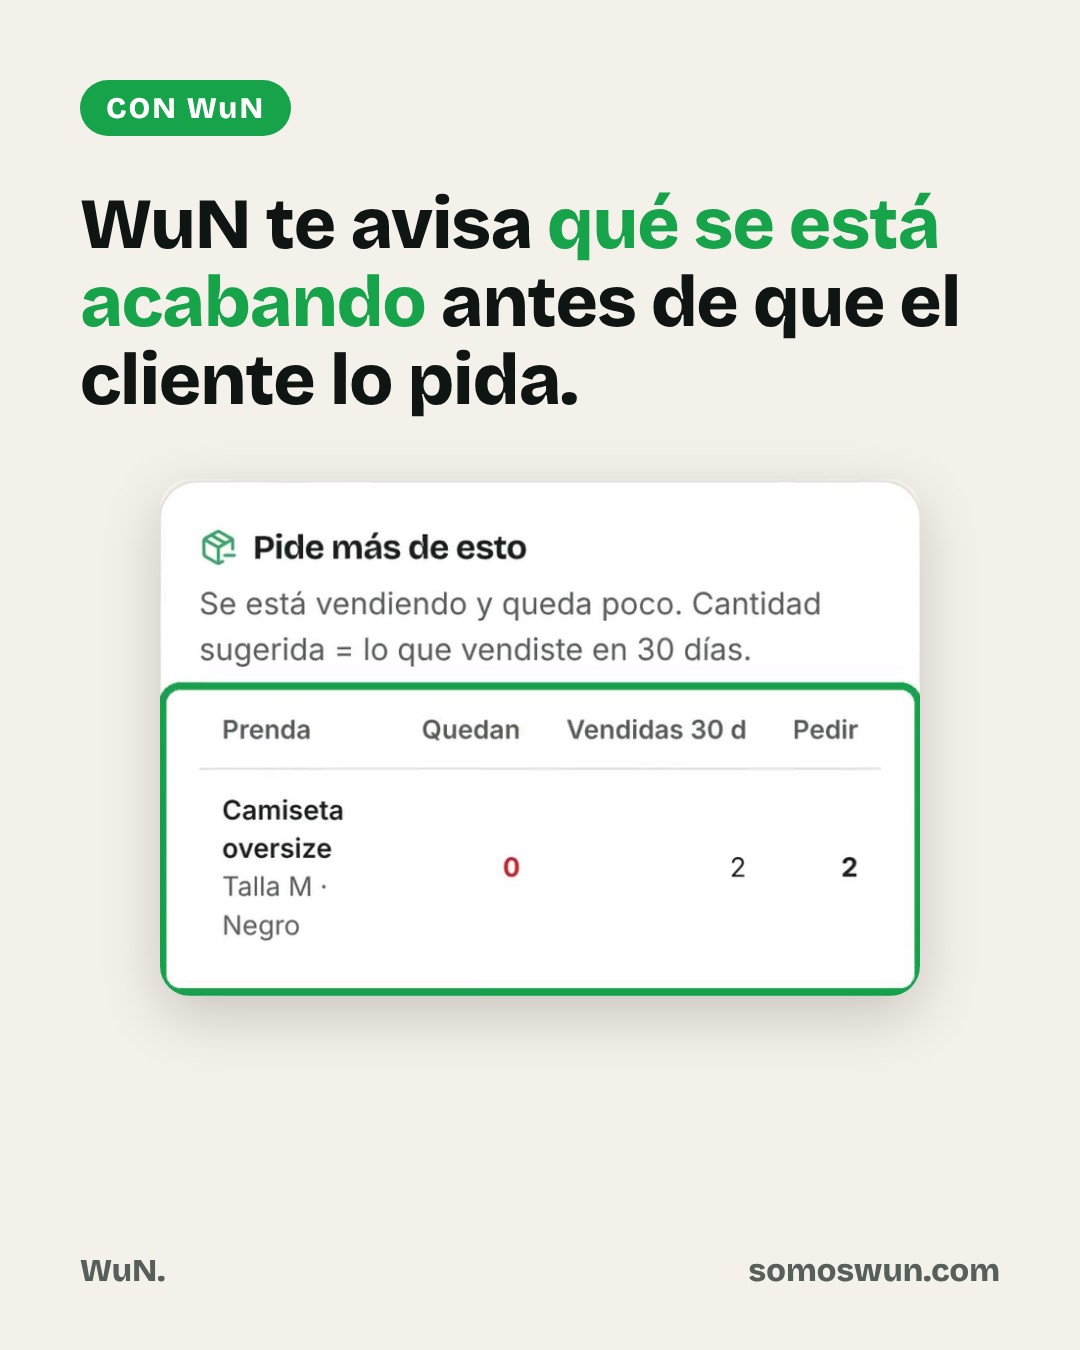 CON WuN
WuN te avisa qué se está
acabando antes de que el
cliente lo pida.
Pide más de esto
Se está vendiendo y queda poco. Cantidad
sugerida = lo que vendiste en 30 días.
Prenda Quedan Vendidas 30 d Pedir
Camiseta
oversize
Talla M ·
Negro
0 2 2
WuN. somoswun.com